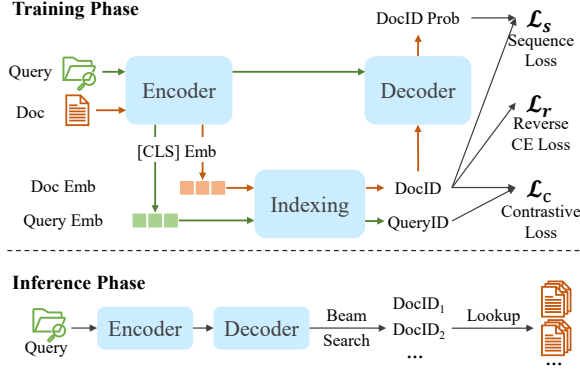 Training Phase
DocID Prob
ℒs
Sequence
Loss
Query
Doc
Encoder
Decoder
ℒr
Reverse
CE Loss
[CLS] Emb
Doc Emb
Query Emb
Indexing
DocID
QueryID
ℒc
Contrastive
Loss
Inference Phase
Query
Encoder
Decoder
Beam
Search
DocID1
DocID2
...
Lookup
...